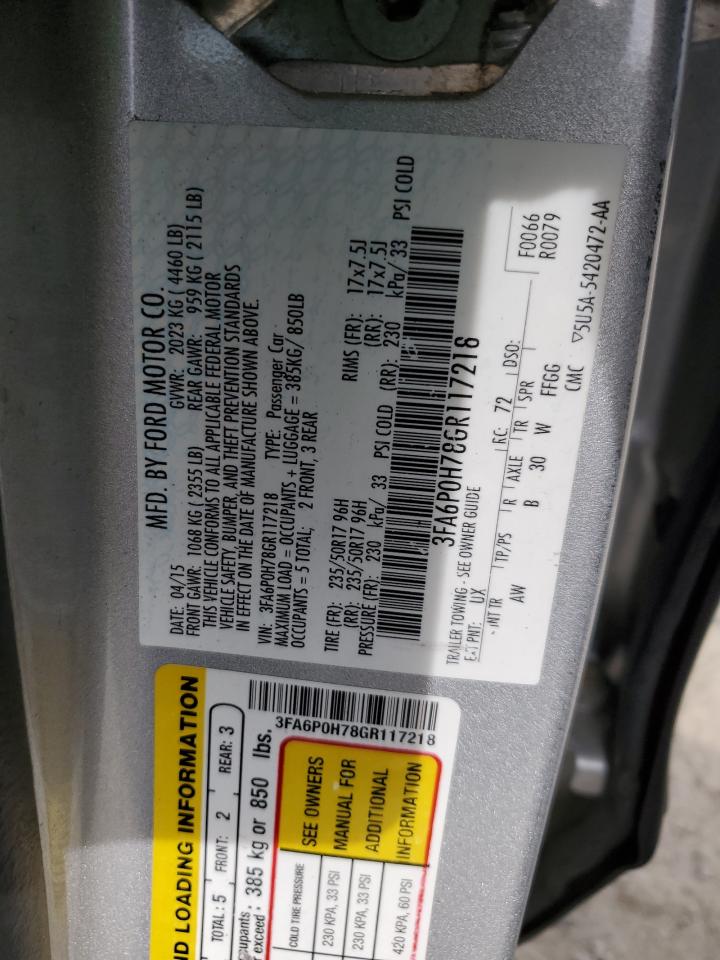 MFD. BY FORD MOTOR CO.
DATE: 04/15 GVWR: 2023 KG ( 4460 LB)
FRONT GAWR: 1068 KG ( 2355 LB) REAR GAWR: 959 KG ( 2115 LB)
THIS VEHICLE CONFORMS TO ALL APPLICABLE FEDERAL MOTOR
VEHICLE SAFETY, BUMPER, AND THEFT PREVENTION STANDARDS
IN EFFECT ON THE DATE OF MANUFACTURE SHOWN ABOVE.
VIN: 3FA6P0H78GR117218 TYPE: Passenger Car
MAXIMUM LOAD = OCCUPANTS + LUGGAGE = 385KG/ 850LB
OCCUPANTS = 5 TOTAL; 2 FRONT, 3 REAR
TIRE (FR): 235/50R17 96H RIMS (FR): 17x7.5J
(RR): 235/50R17 96H (RR): 17x7.5J
PRESSURE (FR): 230 kPa/ 33 PSI COLD (RR): 230 kPa/ 33 PSI COLD
3FA6P0H78GR117218
TRAILER TOWING - SEE OWNER GUIDE F0066
EXT PNT: UX RC: 72 DSO: R0079
INT TR TP/PS R AXLE TR SPR
AW B 30 W FFGG
CMC ▽5U5A-5420472-AA
ND LOADING INFORMATION
TOTAL: 5 FRONT: 2 REAR: 3
cupants
r exceed : 385 kg or 850 lbs.
3FA6P0H78GR117218
COLD TIRE PRESSURE
230 KPA, 33 PSI
230 KPA, 33 PSI
420 KPA, 60 PSI
SEE OWNERS
MANUAL FOR
ADDITIONAL
INFORMATION